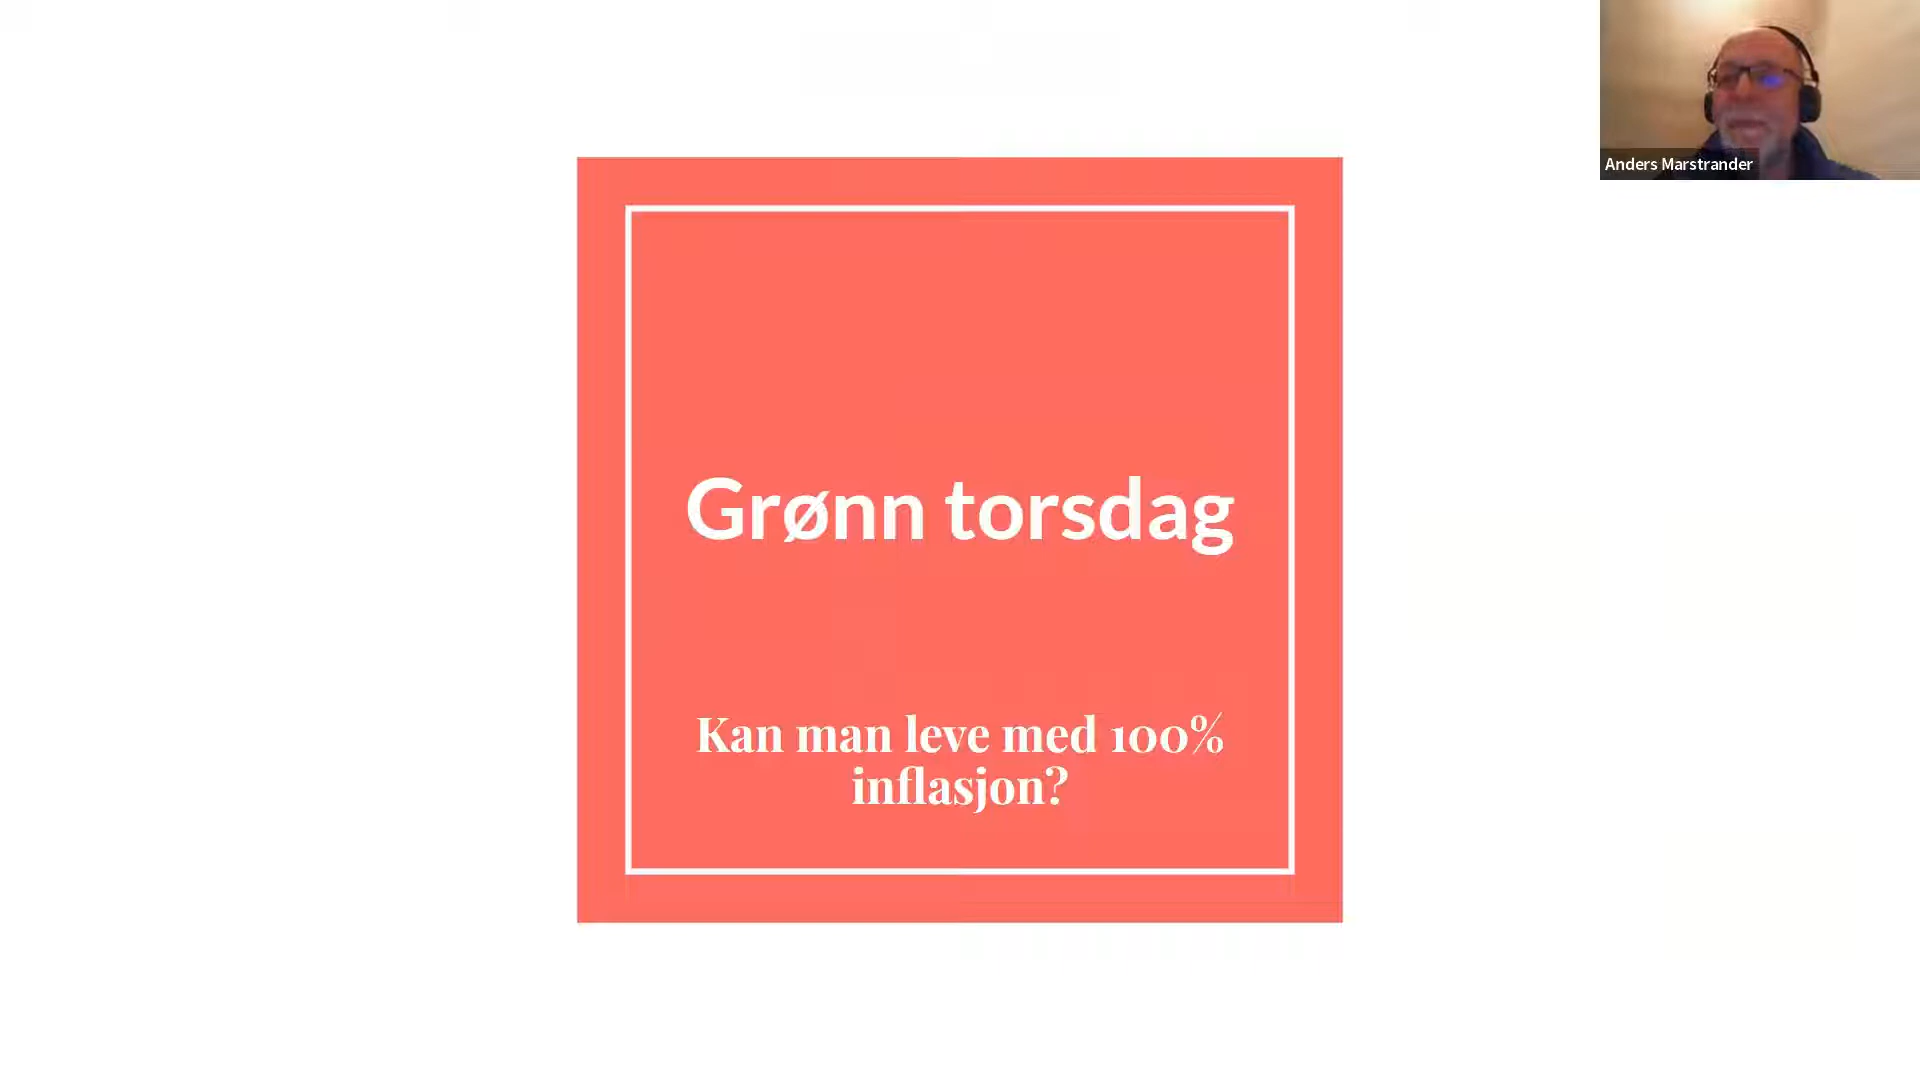 Anders Marstrander
Grønn torsdag
Kan man leve med 100%
inflasjon?